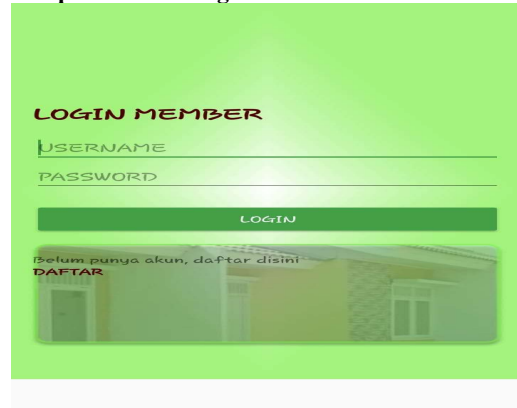 LOGIN MEMBER
USERNAME
PASSWORD
LOGIN
Belum punya akun, daftar disini
DAFTAR